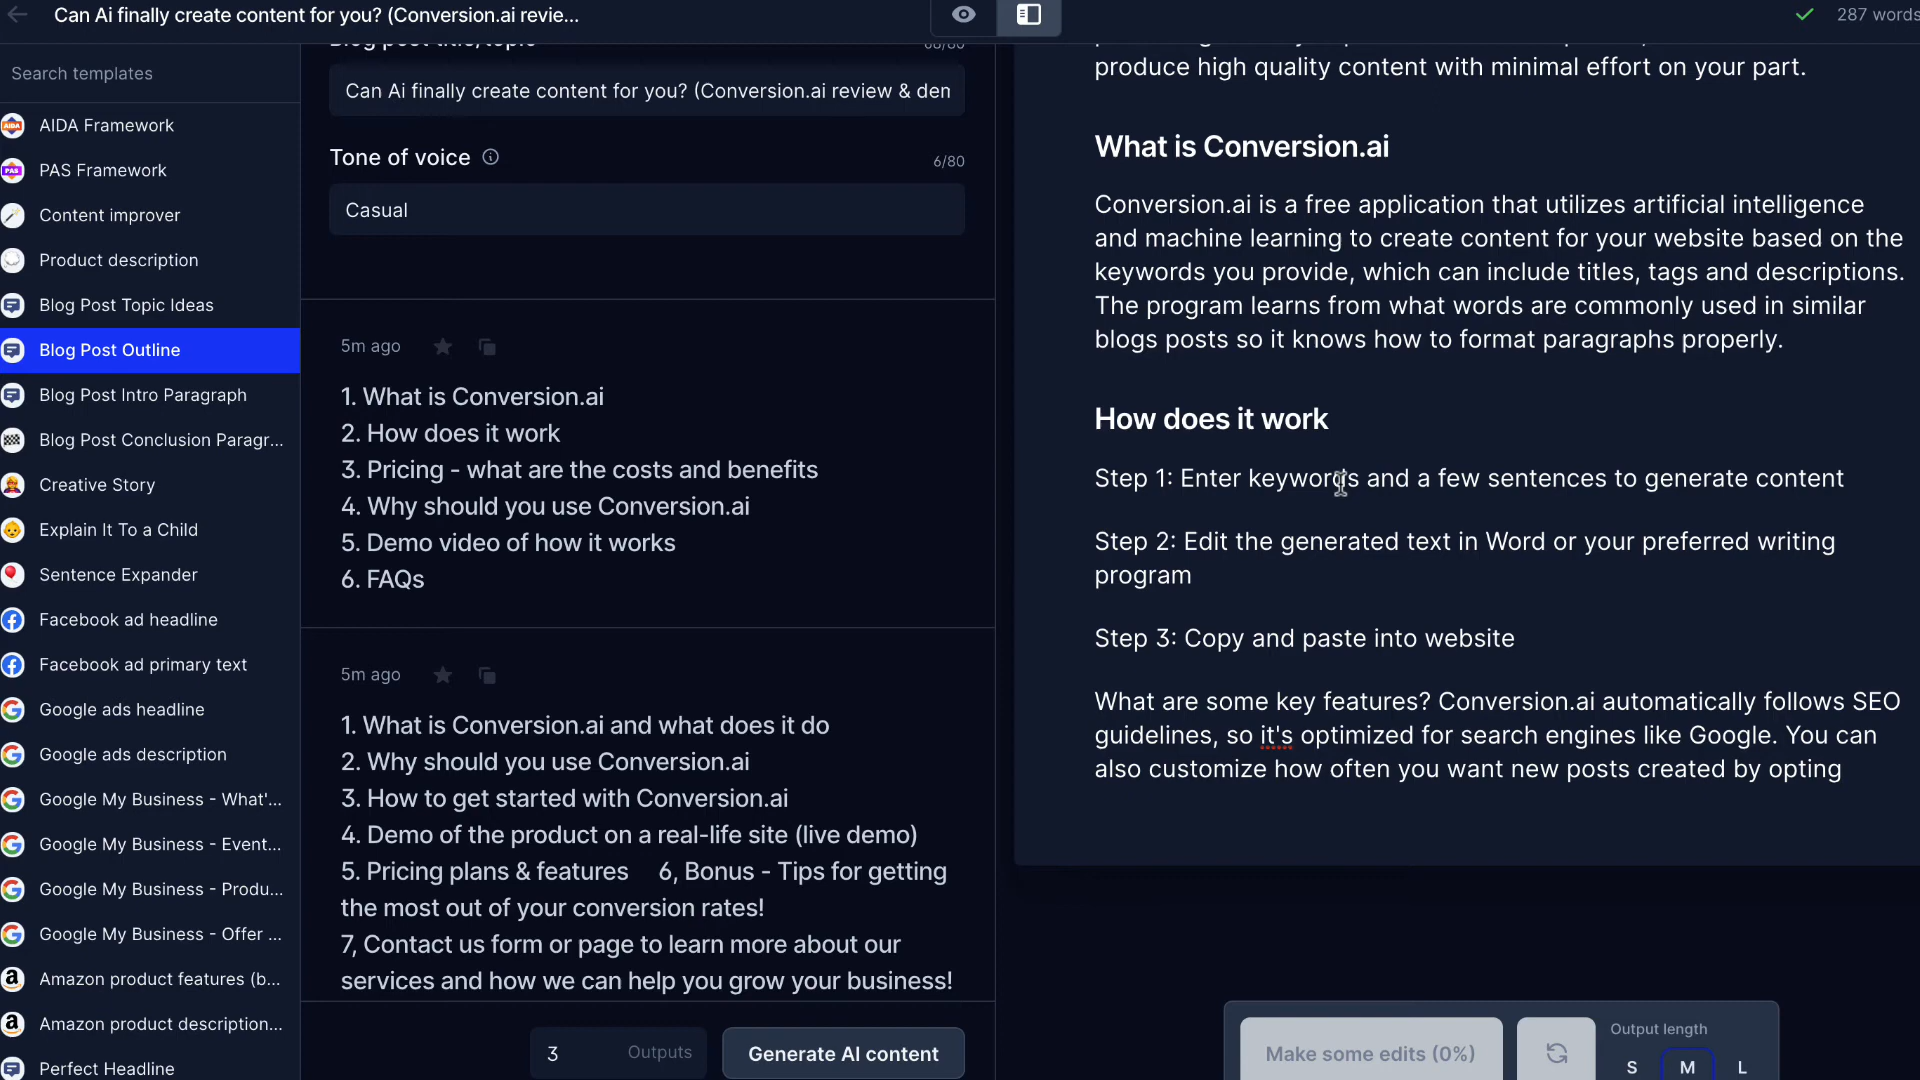 Can Ai finally create content for you? (Conversion.ai revie...
287 words
Search templates
AIDA Framework
PAS Framework
Content improver
Product description
Blog Post Topic Ideas
Blog Post Outline
Blog Post Intro Paragraph
Blog Post Conclusion Paragr...
Creative Story
Explain It To a Child
Sentence Expander
Facebook ad headline
Facebook ad primary text
Google ads headline
Google ads description
Google My Business - What'...
Google My Business - Event...
Google My Business - Produ...
Google My Business - Offer ...
Amazon product features (b...
Amazon product description...
Perfect Headline
Blog post title/topic
Can Ai finally create content for you? (Conversion.ai review & den
Tone of voice
6/80
Casual
5m ago
1. What is Conversion.ai
2. How does it work
3. Pricing - what are the costs and benefits
4. Why should you use Conversion.ai
5. Demo video of how it works
6. FAQs
5m ago
1. What is Conversion.ai and what does it do
2. Why should you use Conversion.ai
3. How to get started with Conversion.ai
4. Demo of the product on a real-life site (live demo)
5. Pricing plans & features 6, Bonus - Tips for getting
the most out of your conversion rates!
7, Contact us form or page to learn more about our
services and how we can help you grow your business!
3 Outputs
Generate AI content
produce high quality content with minimal effort on your part.
What is Conversion.ai
Conversion.ai is a free application that utilizes artificial intelligence
and machine learning to create content for your website based on the
keywords you provide, which can include titles, tags and descriptions.
The program learns from what words are commonly used in similar
blogs posts so it knows how to format paragraphs properly.
How does it work
Step 1: Enter keywords and a few sentences to generate content
Step 2: Edit the generated text in Word or your preferred writing
program
Step 3: Copy and paste into website
What are some key features? Conversion.ai automatically follows SEO
guidelines, so it's optimized for search engines like Google. You can
also customize how often you want new posts created by opting
Make some edits (0%)
Output length
S M L